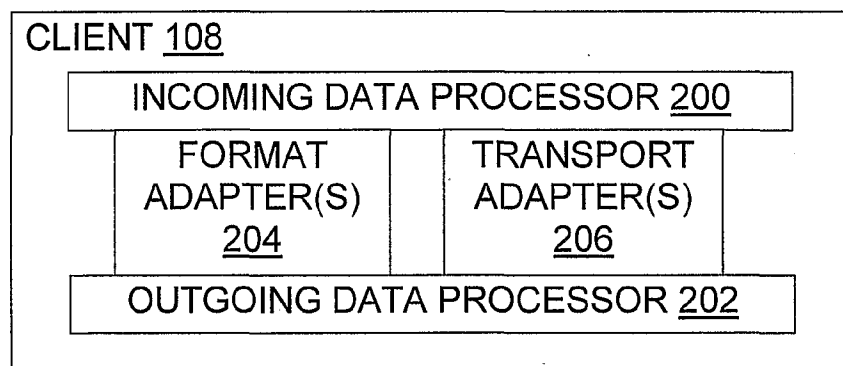 CLIENT 108
INCOMING DATA PROCESSOR 200
FORMAT
ADAPTER(S)
204
TRANSPORT
ADAPTER(S)
206
OUTGOING DATA PROCESSOR 202